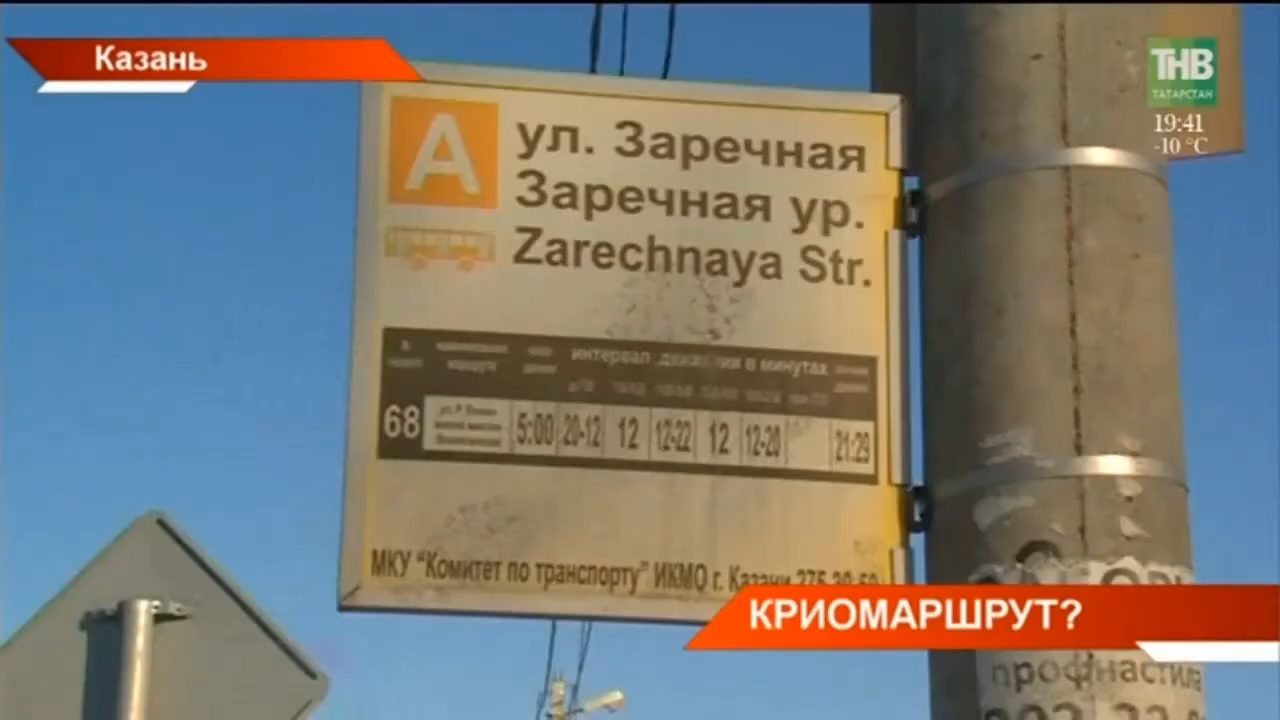 Казань
ТНВ
ТАТАРСТАН
19:41
-10 °C
А
ул. Заречная
Заречная ур.
Zarechnaya Str.
интервал движения в минутах
68 5:00 20-12 12 12-22 12 12-20 21:29
МКУ "Комитет по транспорту" ИКМО г. Казани
КРИОМАРШРУТ?
профнастила